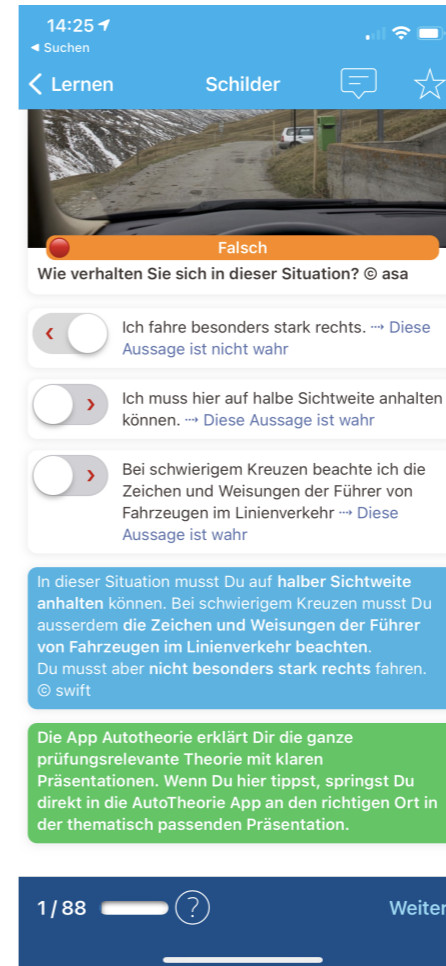 14:25
◀ Suchen
Lernen
Schilder
Falsch
Wie verhalten Sie sich in dieser Situation? © asa
Ich fahre besonders stark rechts. ⤑ Diese
Aussage ist nicht wahr
Ich muss hier auf halbe Sichtweite anhalten
können. ⤑ Diese Aussage ist wahr
Bei schwierigem Kreuzen beachte ich die
Zeichen und Weisungen der Führer von
Fahrzeugen im Linienverkehr ⤑ Diese
Aussage ist wahr
In dieser Situation musst Du auf halber Sichtweite
anhalten können. Bei schwierigem Kreuzen musst Du
ausserdem die Zeichen und Weisungen der Führer
von Fahrzeugen im Linienverkehr beachten.
Du musst aber nicht besonders stark rechts fahren.
© swift
Die App Autotheorie erklärt Dir die ganze
prüfungsrelevante Theorie mit klaren
Präsentationen. Wenn Du hier tippst, springst Du
direkt in die AutoTheorie App an den richtigen Ort in
der thematisch passenden Präsentation.
1/88
?
Weiter